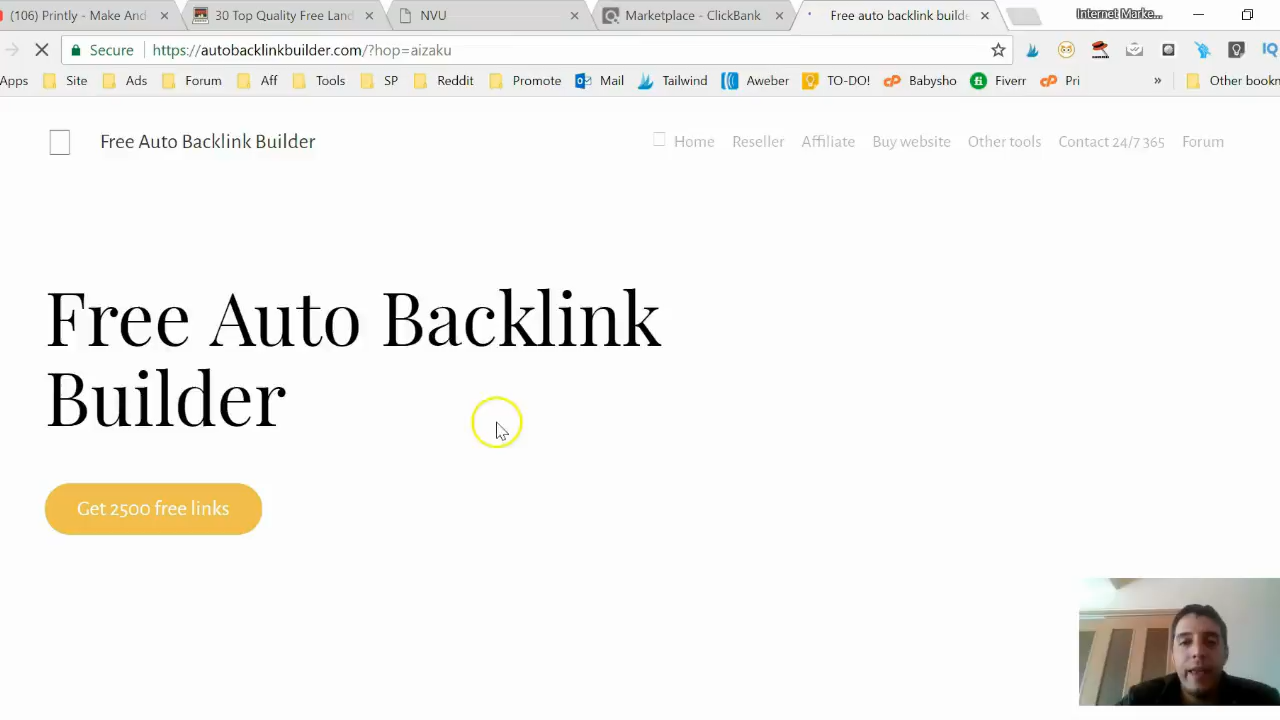 (106) Printly - Make And
30 Top Quality Free Land
NVU
Marketplace - ClickBank
Free auto backlink builde
Internet Marke...
Secure
https://autobacklinkbuilder.com/?hop=aizaku
Apps
Site
Ads
Forum
Aff
Tools
SP
Reddit
Promote
Mail
Tailwind
Aweber
TO-DO!
Babysho
Fiverr
Pri
»
Other bookm
Free Auto Backlink Builder
Home
Reseller
Affiliate
Buy website
Other tools
Contact 24/7 365
Forum
Free Auto Backlink
Builder
Get 2500 free links